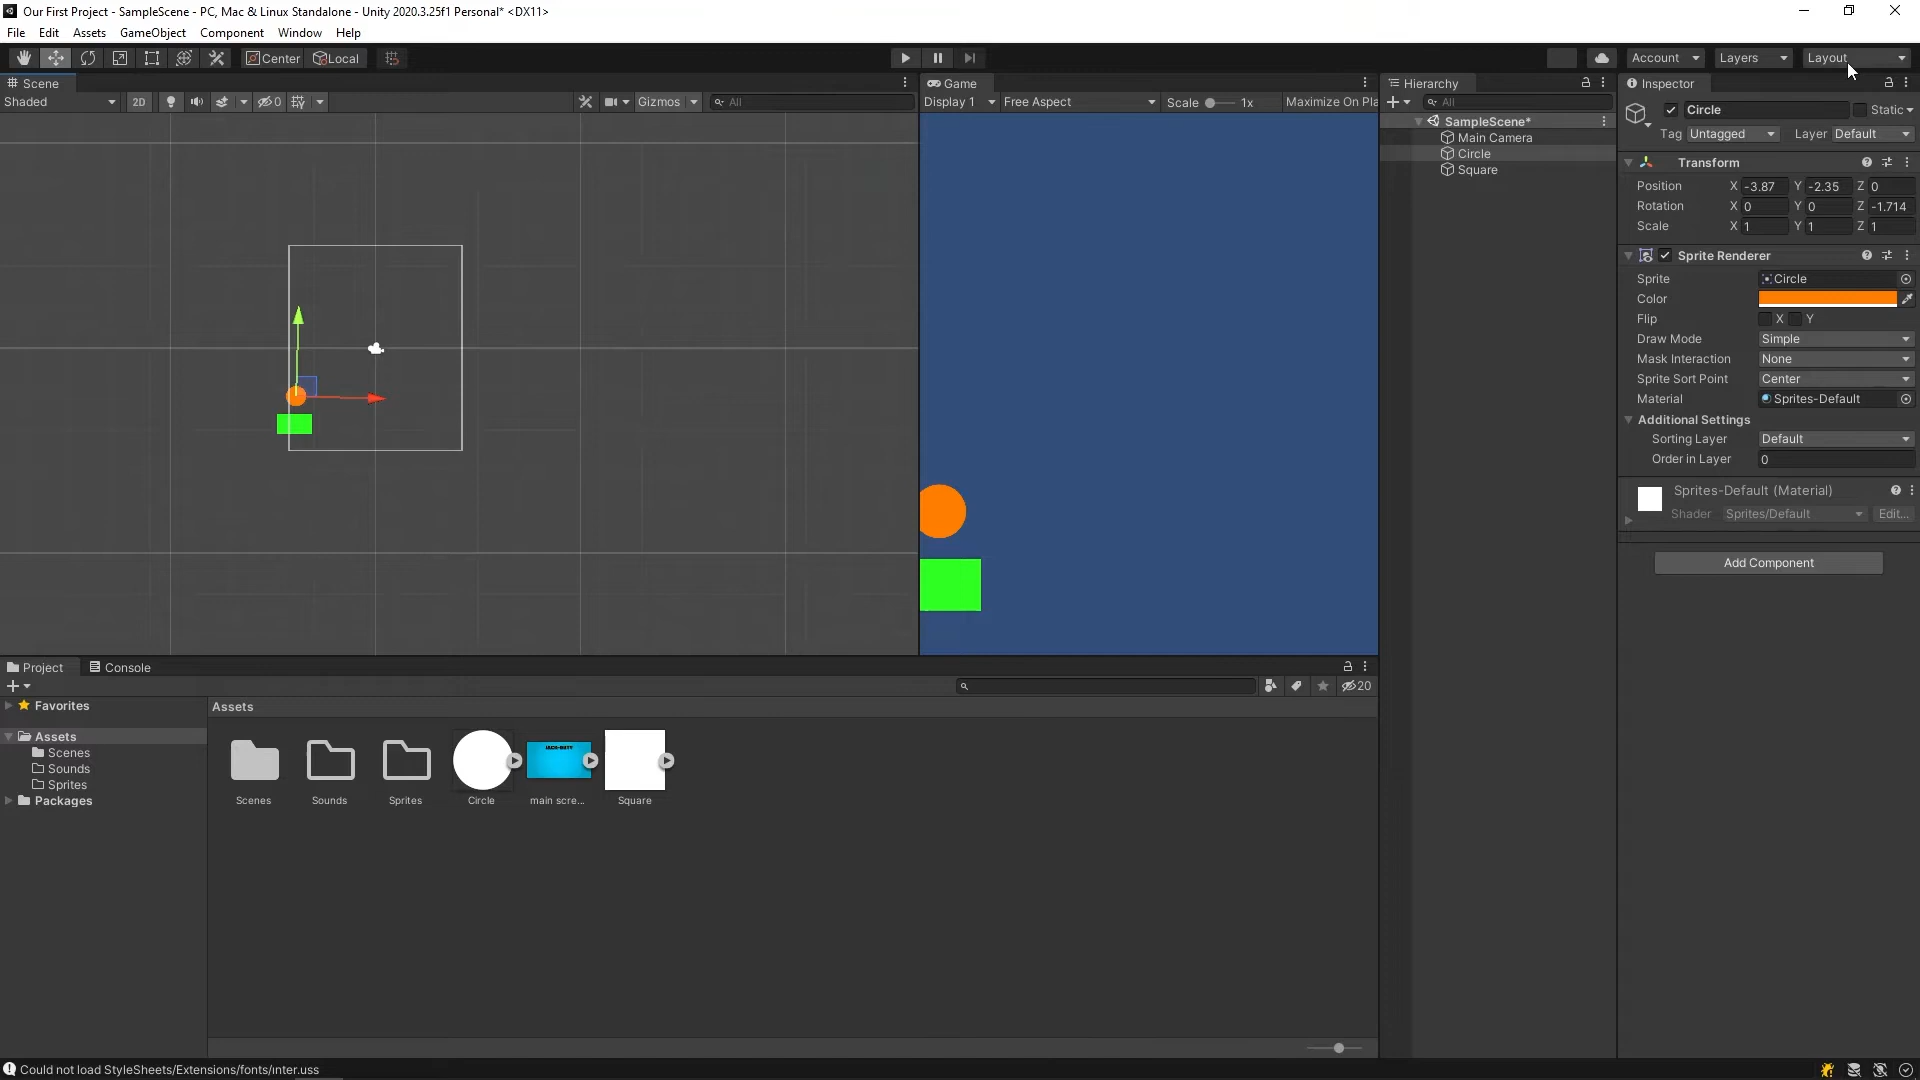 Our First Project - SampleScene - PC, Mac & Linux Standalone - Unity 2020.3.25f1 Personal* <DX11>
File Edit Assets GameObject Component Window Help
Center Local Account Layers Layout
Scene
Shaded 2D 0 Gizmos All
Game
Display 1 Free Aspect Scale 1x Maximize On Pla
Hierarchy
All
SampleScene*
Main Camera
Circle
Square
Inspector
Circle Static
Tag Untagged Layer Default
Transform
Position X -3.87 Y -2.35 Z 0
Rotation X 0 Y 0 Z -1.714
Scale X 1 Y 1 Z 1
Sprite Renderer
Sprite Circle
Color
Flip X Y
Draw Mode Simple
Mask Interaction None
Sprite Sort Point Center
Material Sprites-Default
Additional Settings
Sorting Layer Default
Order in Layer 0
Sprites-Default (Material)
Shader Sprites/Default Edit...
Add Component
Project Console
20
Favorites
Assets
Scenes
Sounds
Sprites
Packages
Assets
Scenes Sounds Sprites Circle main scre... Square
Could not load StyleSheets/Extensions/fonts/inter.uss